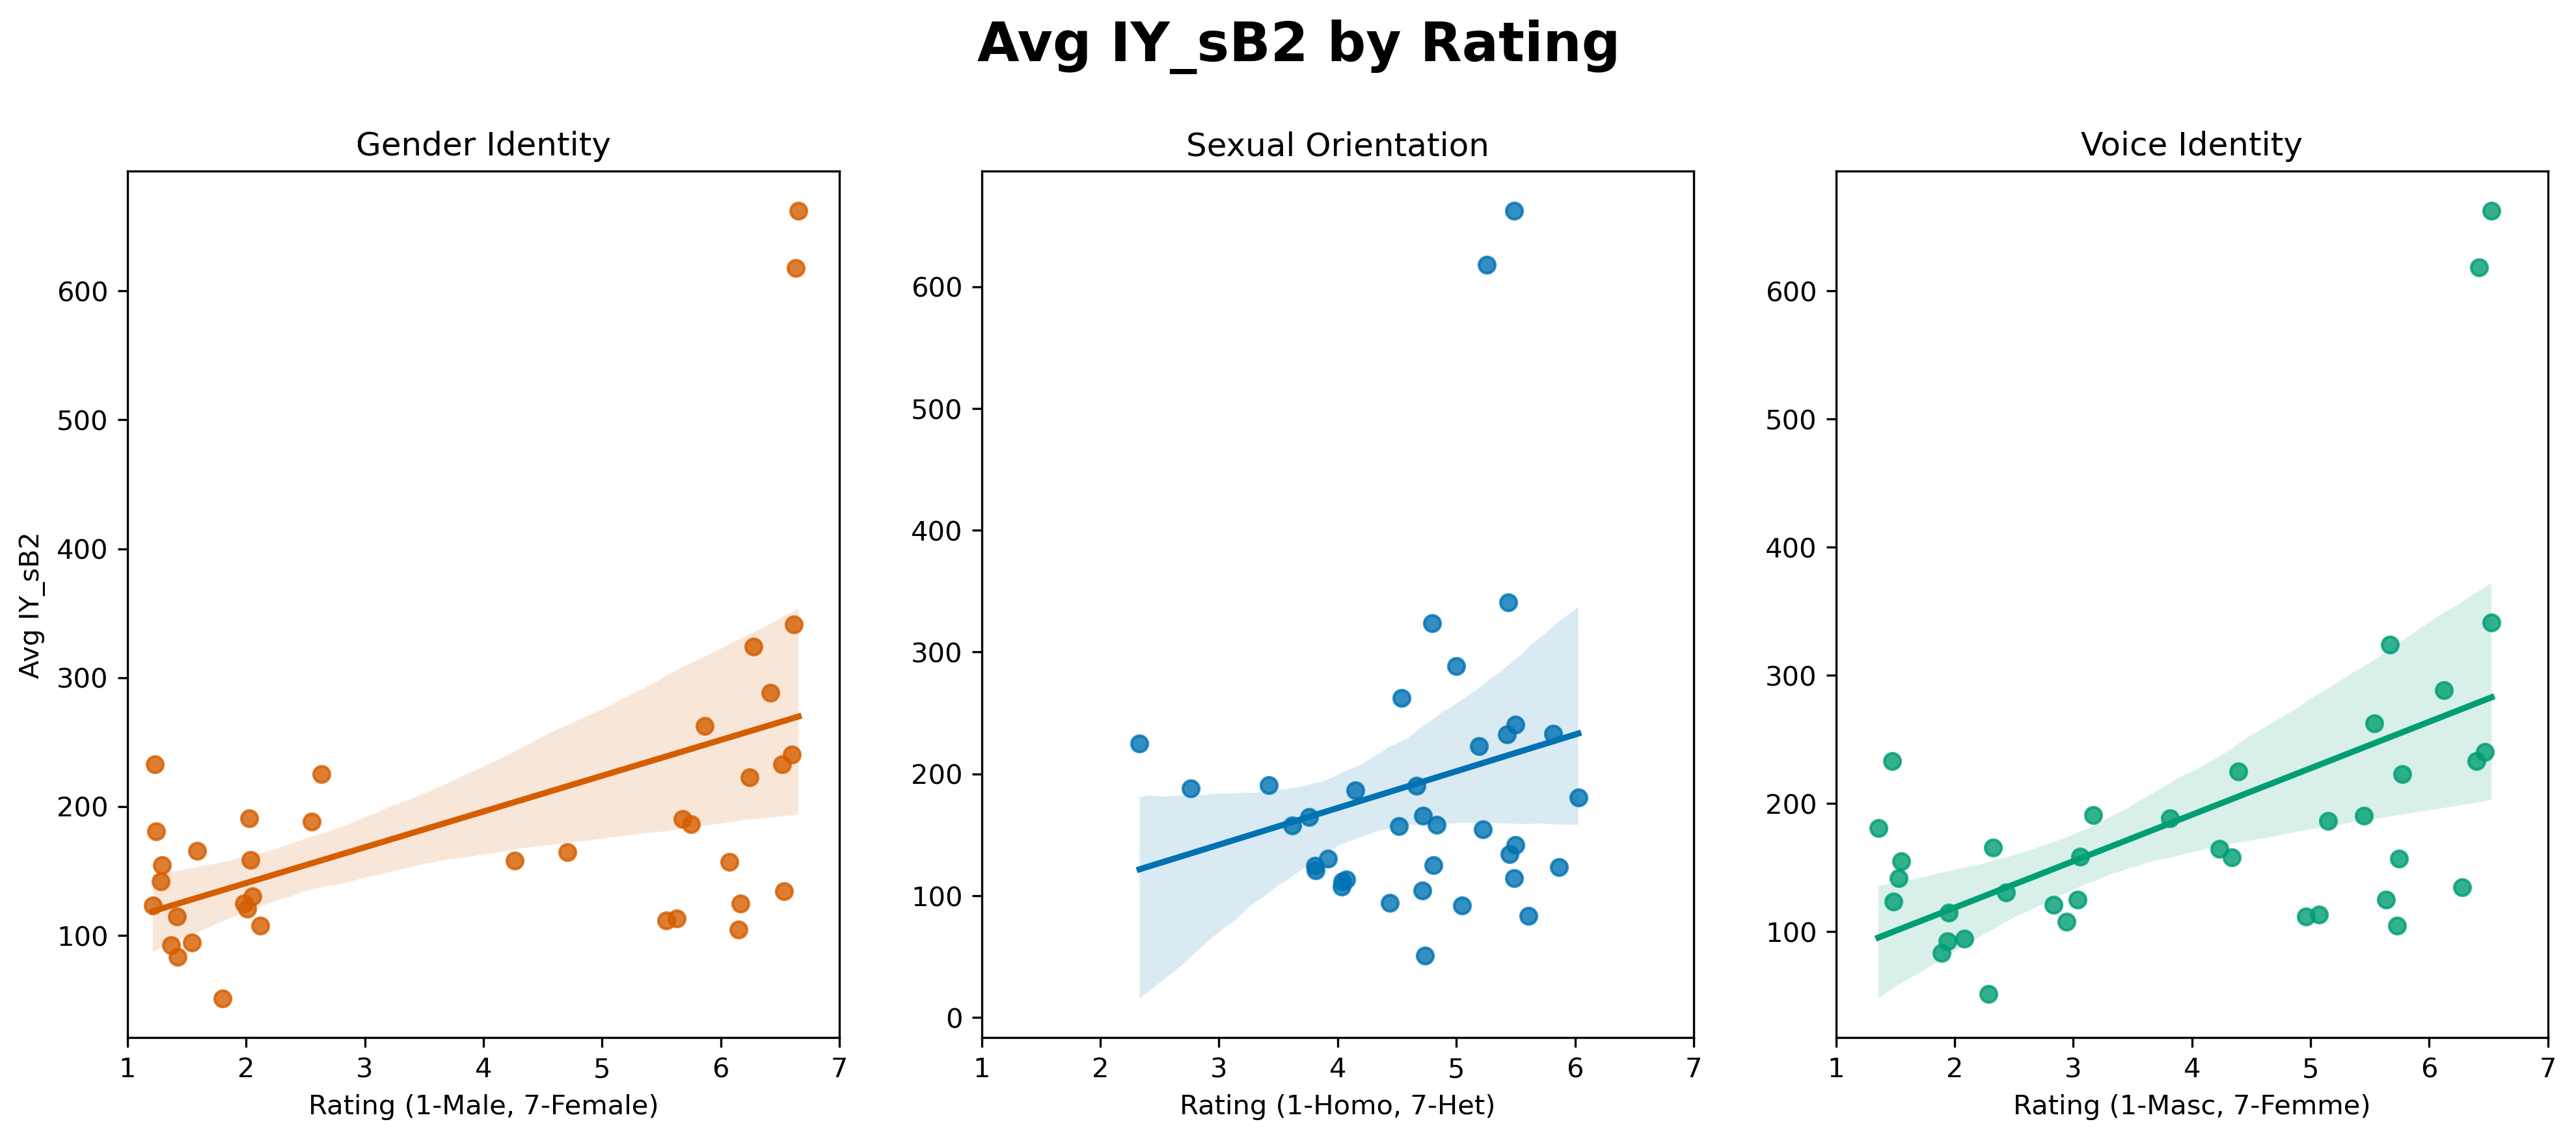 Avg IY_sB2 by Rating
Gender Identity
Sexual Orientation
Voice Identity
Avg IY_sB2
600
500
400
300
200
100
1 2 3 4 5 6 7
Rating (1-Male, 7-Female)
600
500
400
300
200
100
0
1 2 3 4 5 6 7
Rating (1-Homo, 7-Het)
600
500
400
300
200
100
1 2 3 4 5 6 7
Rating (1-Masc, 7-Femme)